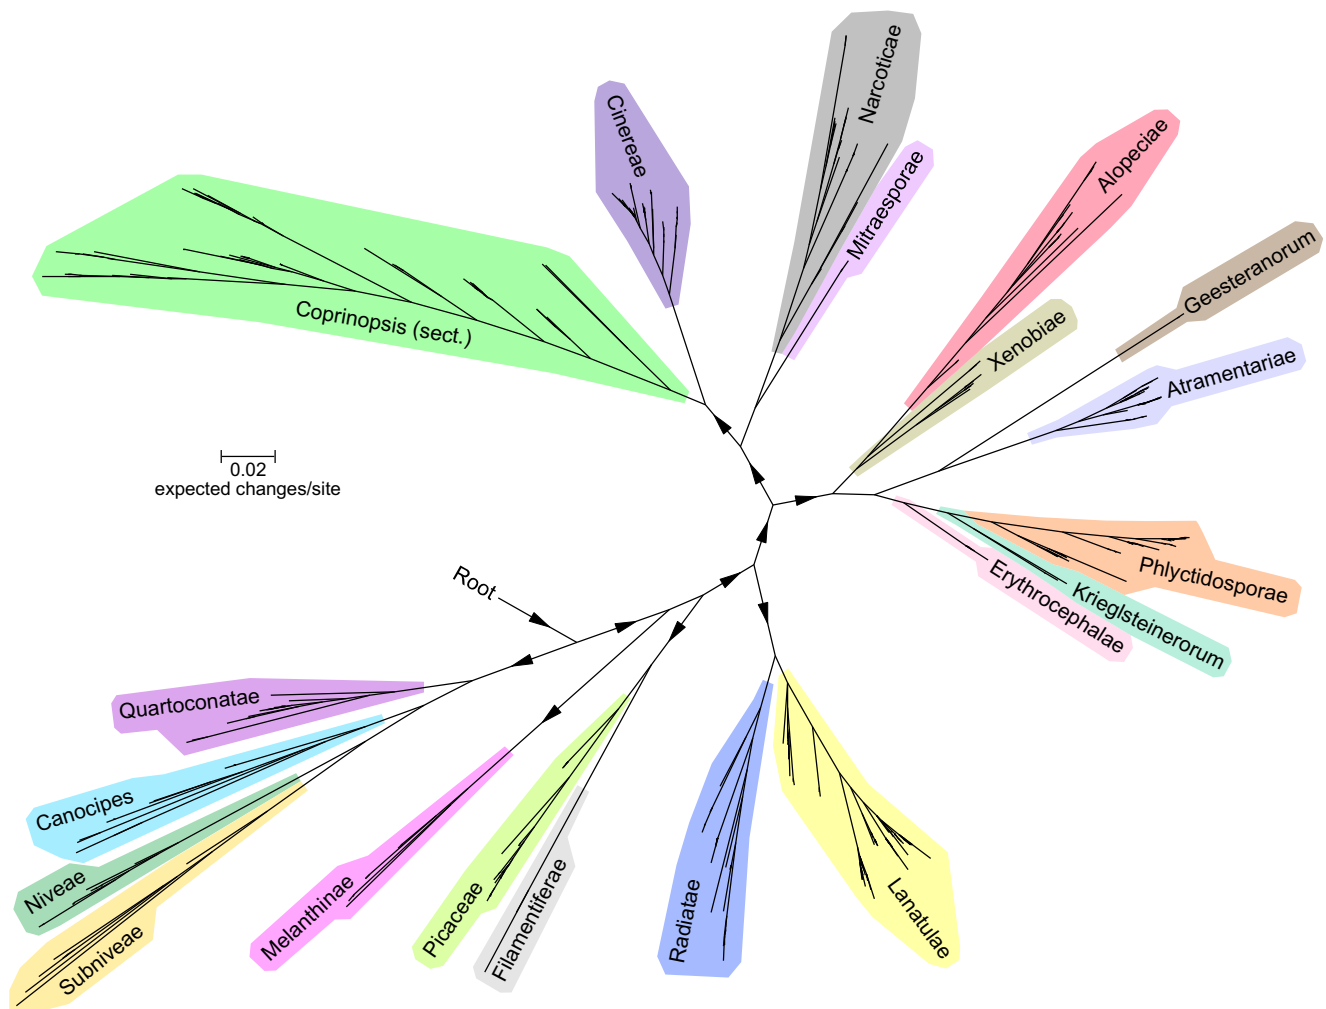 Narcoticae
Cinereae
Mitraesporae
Alopeciae
Geesteranorum
Coprinopsis (sect.)
Xenobiae
Atramentariae
0.02
expected changes/site
Root
Phlyctidosporae
Krieglsteinerorum
Erythrocephalae
Quartoconatae
Canocipes
Niveae
Subniveae
Melanthinae
Picaceae
Filamentiferae
Radiatae
Lanatulae